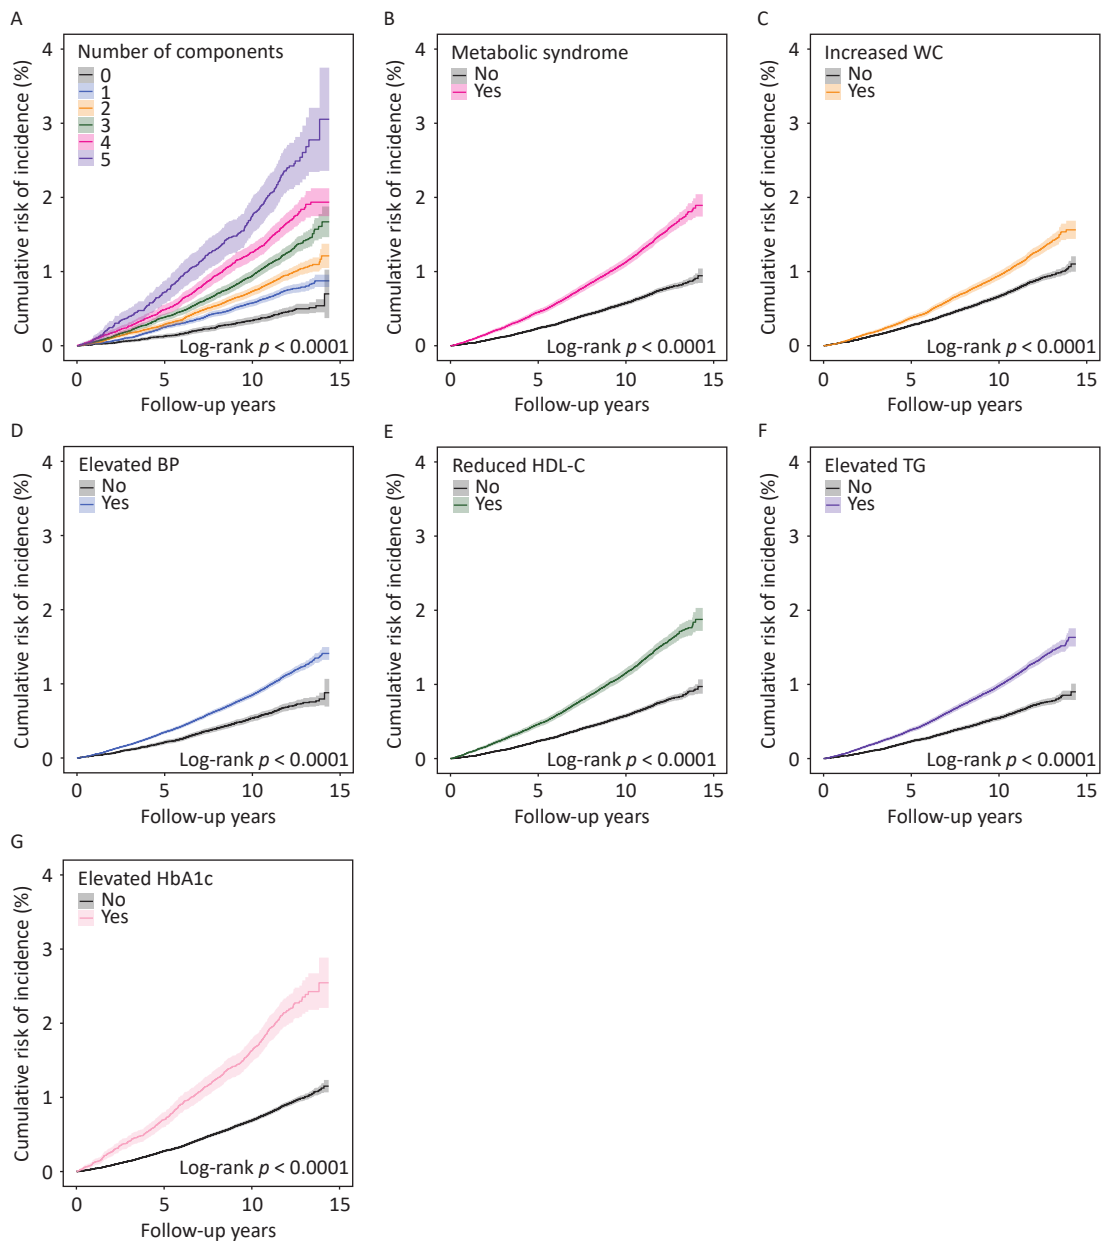 A
Number of components
0
1
2
3
4
5
Cumulative risk of incidence (%)
4
3
2
1
0
Log-rank p < 0.0001
0 5 10 15
Follow-up years
B
Metabolic syndrome
No
Yes
Cumulative risk of incidence (%)
4
3
2
1
0
Log-rank p < 0.0001
0 5 10 15
Follow-up years
C
Increased WC
No
Yes
Cumulative risk of incidence (%)
4
3
2
1
0
Log-rank p < 0.0001
0 5 10 15
Follow-up years
D
Elevated BP
No
Yes
Cumulative risk of incidence (%)
4
3
2
1
0
Log-rank p < 0.0001
0 5 10 15
Follow-up years
E
Reduced HDL-C
No
Yes
Cumulative risk of incidence (%)
4
3
2
1
0
Log-rank p < 0.0001
0 5 10 15
Follow-up years
F
Elevated TG
No
Yes
Cumulative risk of incidence (%)
4
3
2
1
0
Log-rank p < 0.0001
0 5 10 15
Follow-up years
G
Elevated HbA1c
No
Yes
Cumulative risk of incidence (%)
4
3
2
1
0
Log-rank p < 0.0001
0 5 10 15
Follow-up years